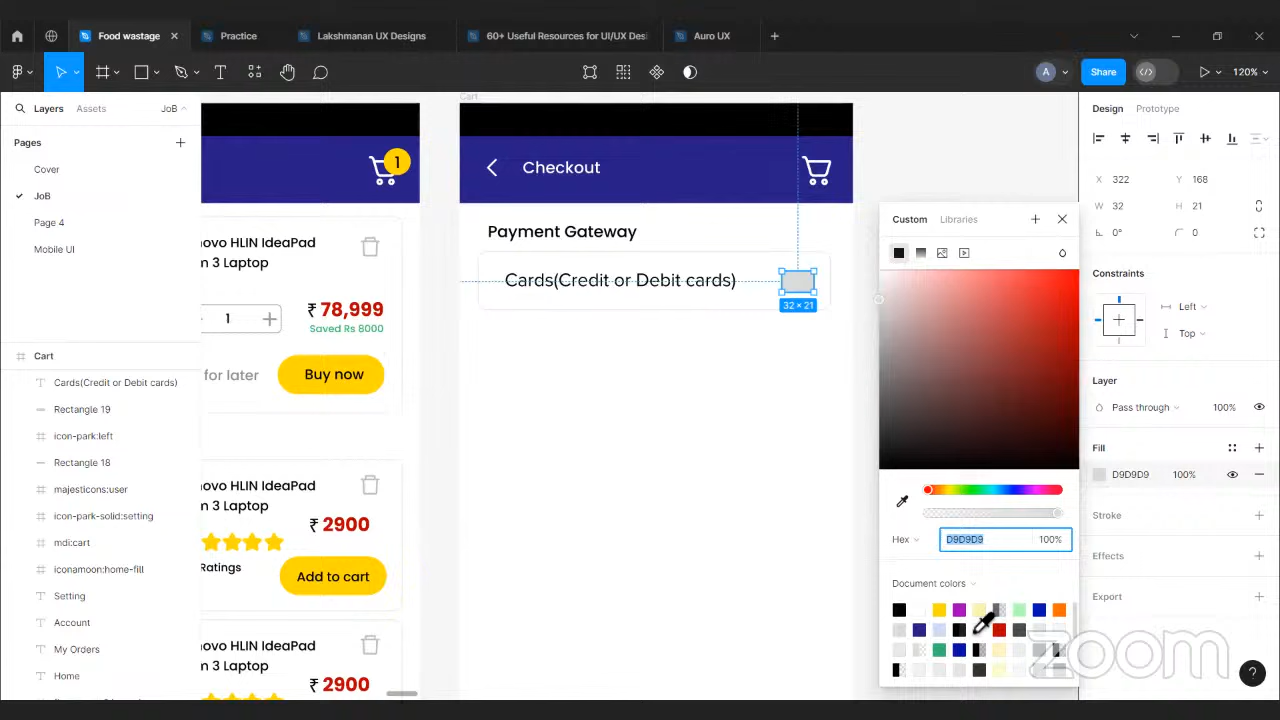 Food wastage
Practice
Lakshmanan UX Designs
60+ Useful Resources for UI/UX Desi
Auro UX
A
Share
120%
Layers
Assets
JoB
Pages
Cover
JoB
Page 4
Mobile UI
Cart
Cards(Credit or Debit cards)
Rectangle 19
icon-park:left
Rectangle 18
majesticons:user
icon-park-solid:setting
mdi:cart
iconamoon:home-fill
Setting
Account
My Orders
Home
1
novo HLIN IdeaPad
m 3 Laptop
₹ 78,999
1
Saved Rs 8000
for later
Buy now
novo HLIN IdeaPad
m 3 Laptop
₹ 2900
Ratings
Add to cart
novo HLIN IdeaPad
m 3 Laptop
₹ 2900
Cart
Checkout
Payment Gateway
Cards(Credit or Debit cards)
32 × 21
Custom
Libraries
Hex
D9D9D9
100%
Document colors
Design
Prototype
X 322
Y 168
W 32
H 21
0°
0
Constraints
Left
Top
Layer
Pass through
100%
Fill
D9D9D9
100%
Stroke
Effects
Export
zoom
?